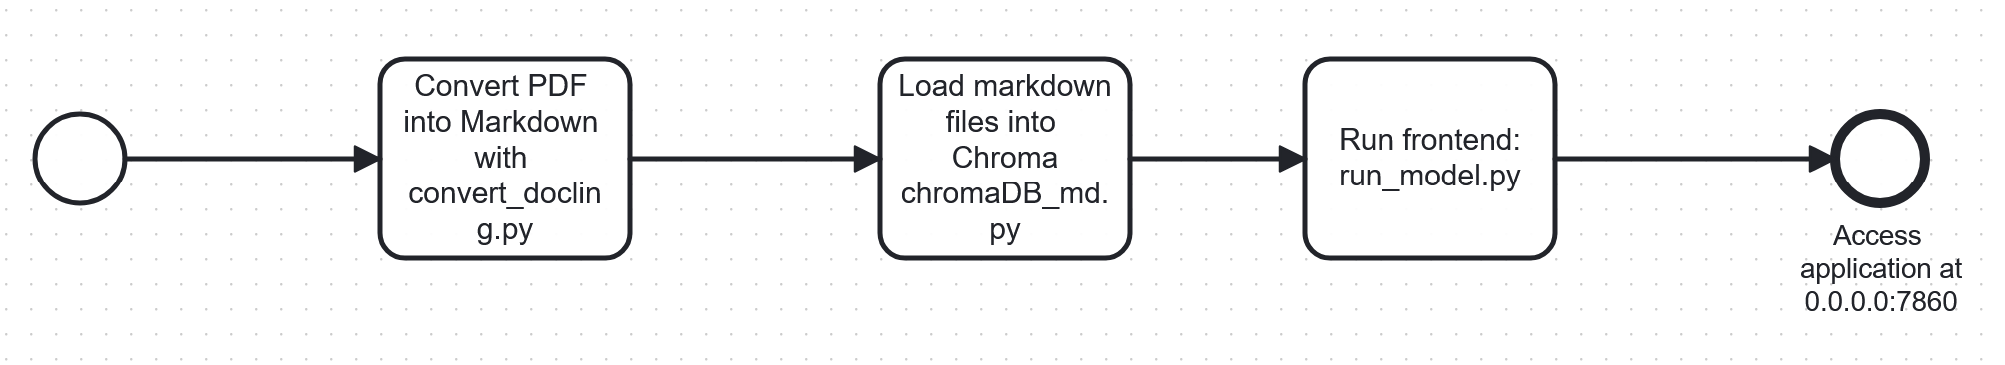 Convert PDF
into Markdown
with
convert_doclin
g.py
Load markdown
files into
Chroma
chromaDB_md.
py
Run frontend:
run_model.py
Access
application at
0.0.0.0:7860